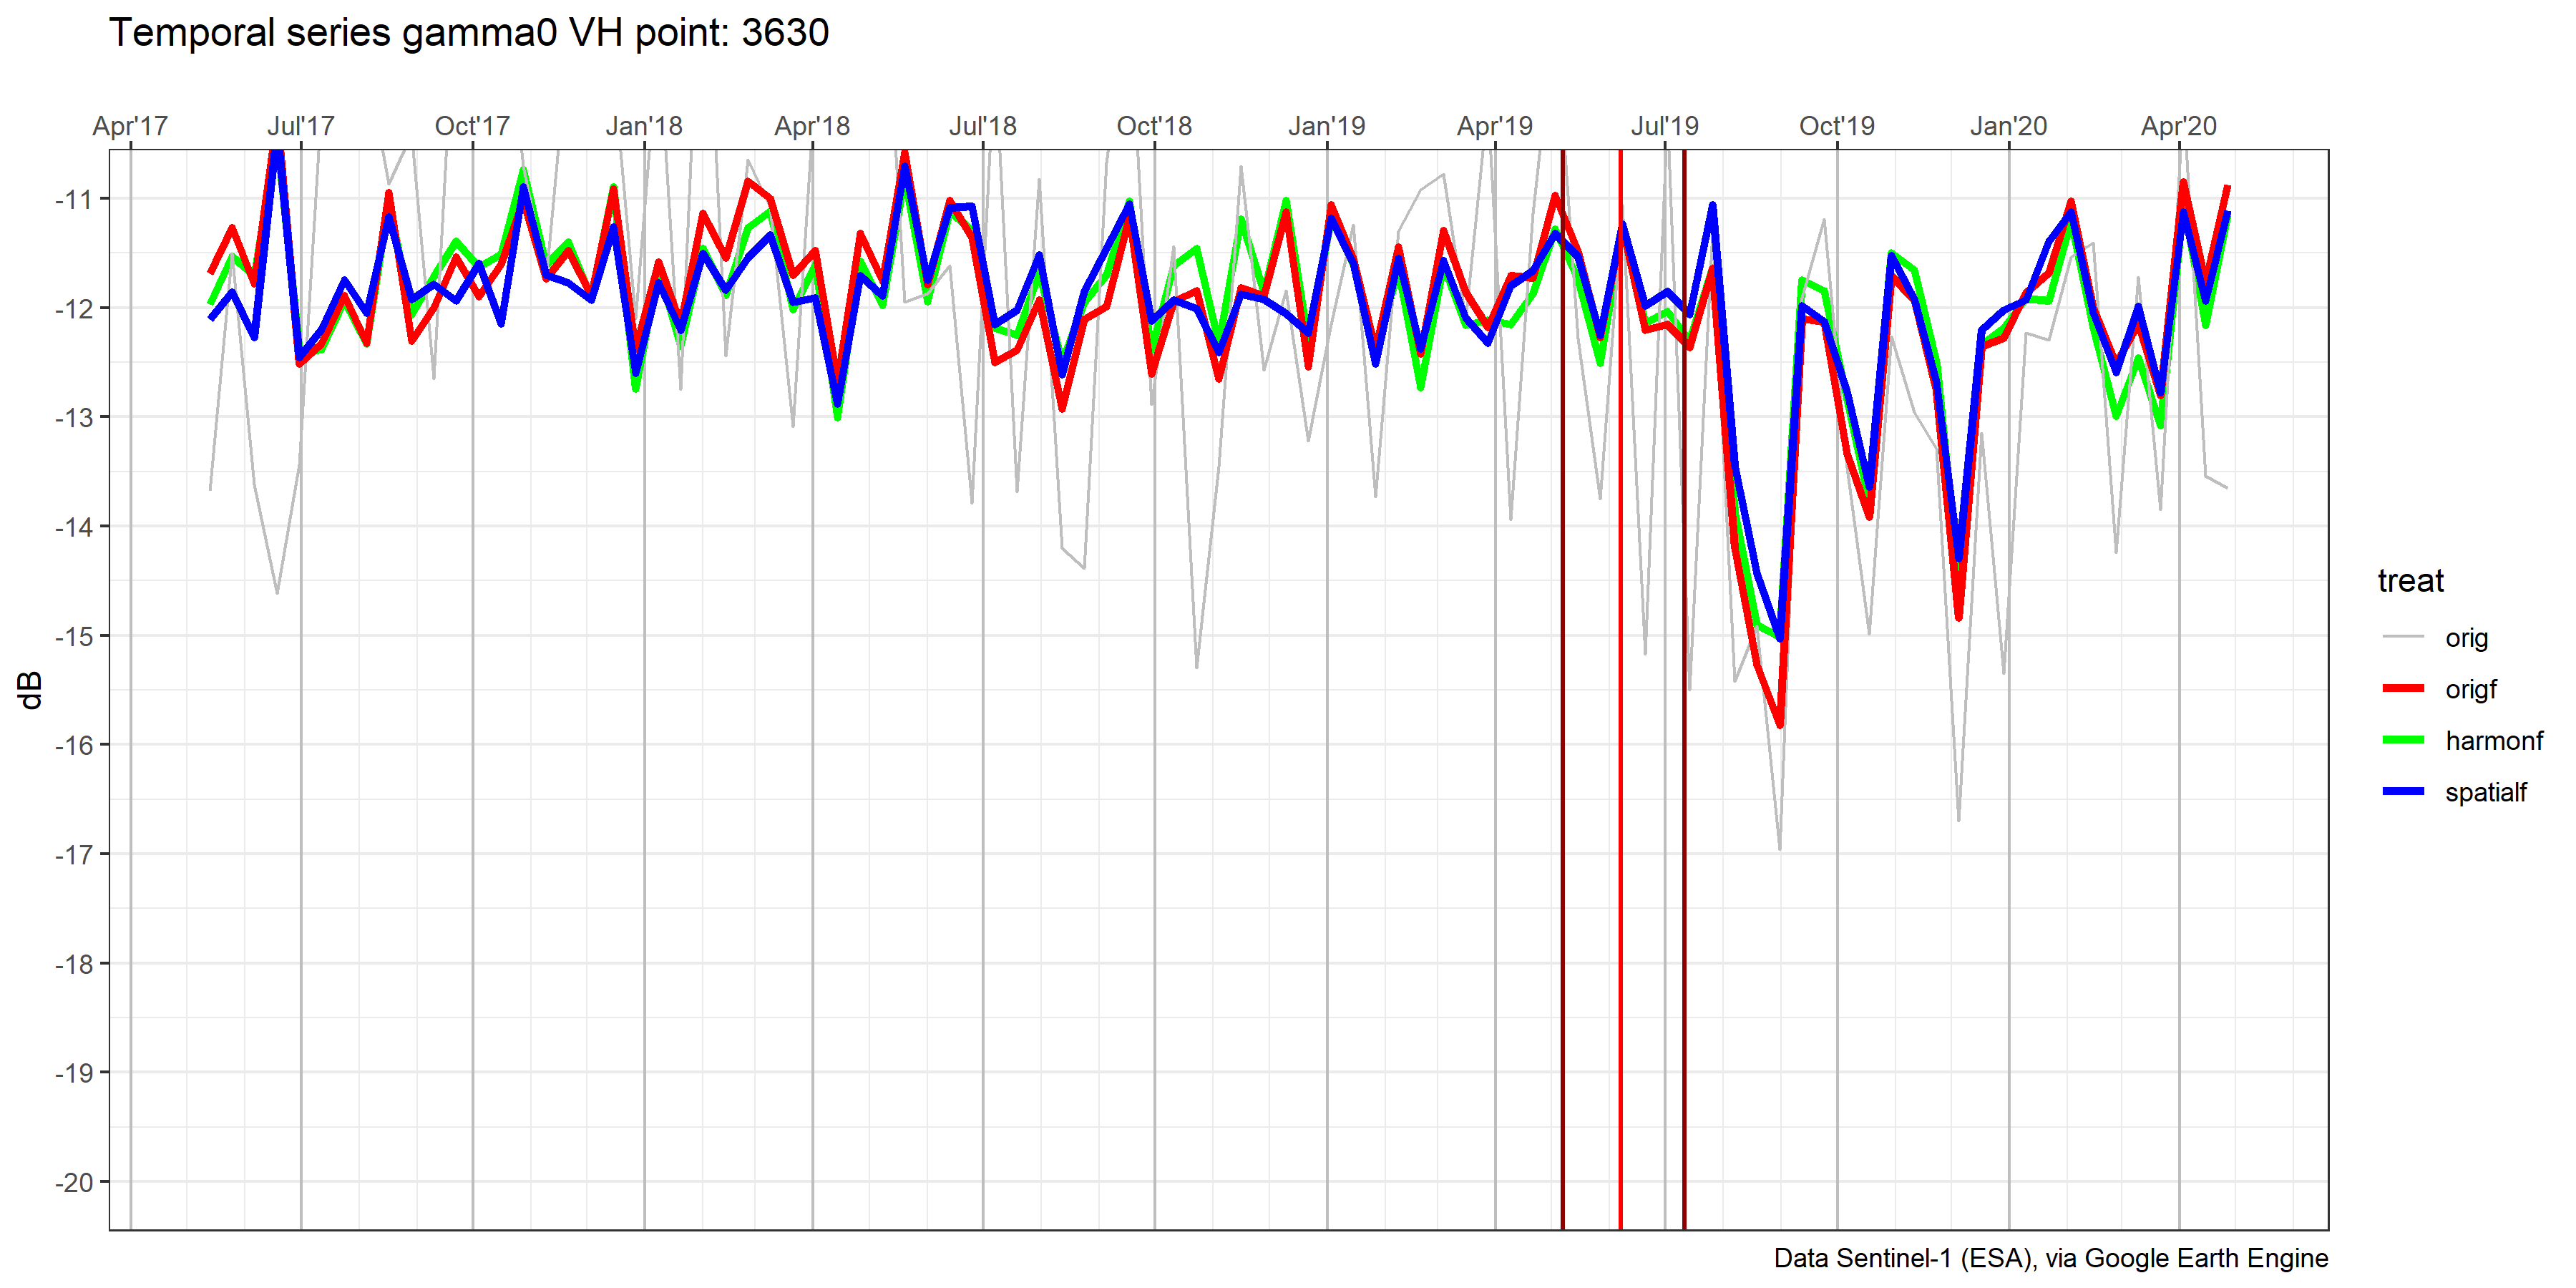 Temporal series gamma0 VH point: 3630
Apr'17 Jul'17 Oct'17 Jan'18 Apr'18 Jul'18 Oct'18 Jan'19 Apr'19 Jul'19 Oct'19 Jan'20 Apr'20
-11
-12
-13
-14
-15
-16
-17
-18
-19
-20
dB
treat
orig
origf
harmonf
spatialf
Data Sentinel-1 (ESA), via Google Earth Engine